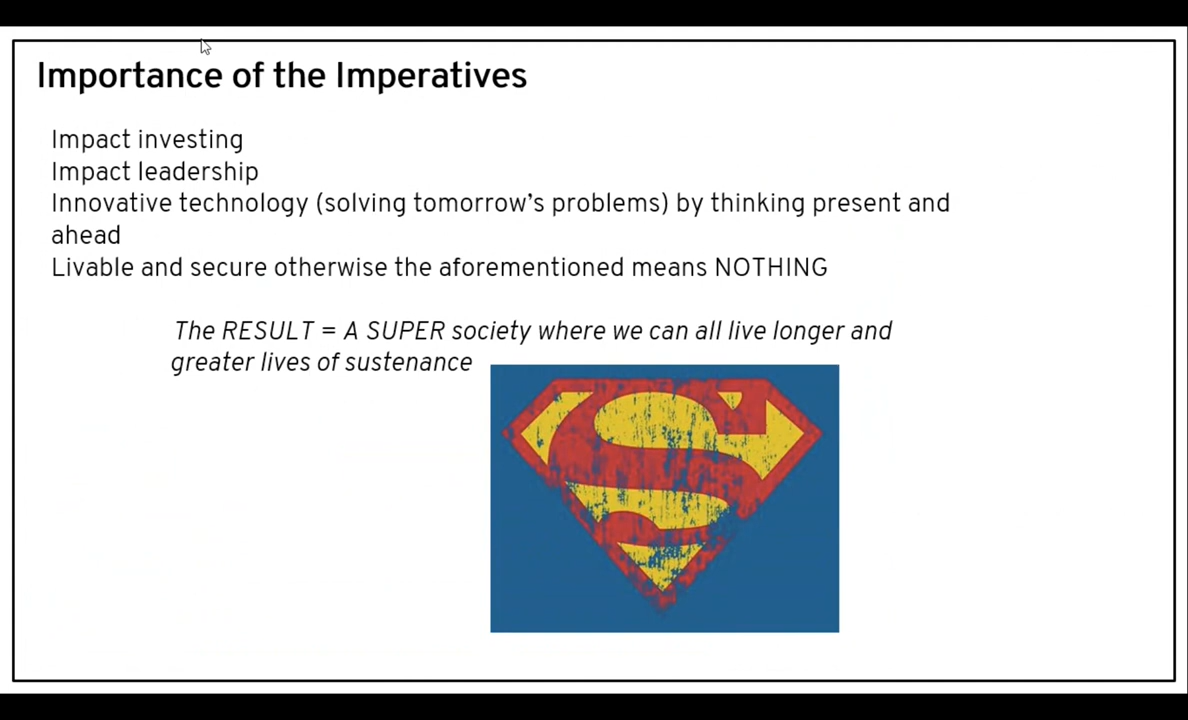 Importance of the Imperatives
Impact investing
Impact leadership
Innovative technology (solving tomorrow's problems) by thinking present and
ahead
Livable and secure otherwise the aforementioned means NOTHING
The RESULT = A SUPER society where we can all live longer and
greater lives of sustenance
S